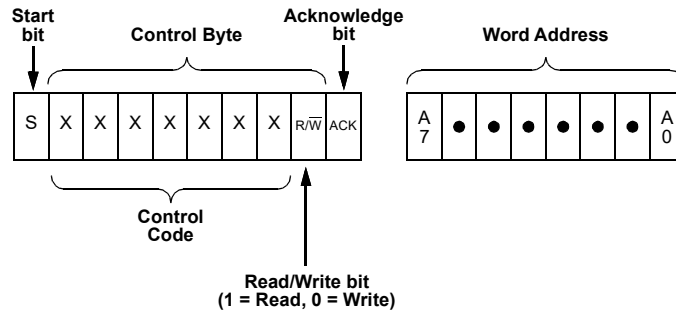 Start
bit
Control Byte
Acknowledge
bit
Word Address
S X X X X X X X R/W̅ ACK
A
7
● ● ● ● ● ●
A
0
Control
Code
Read/Write bit
(1 = Read, 0 = Write)